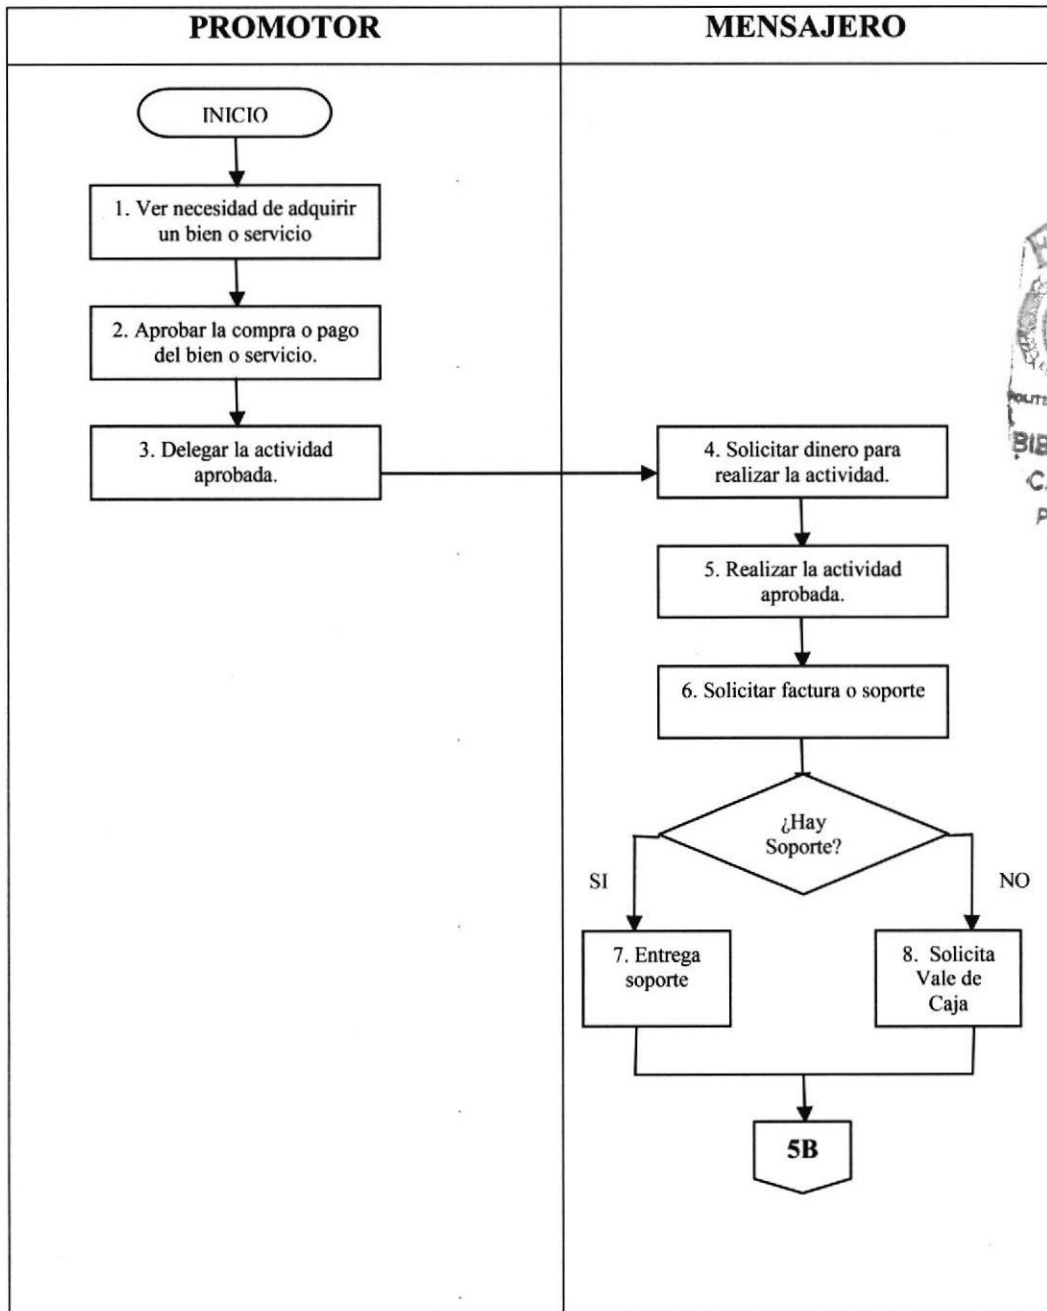 PROMOTOR
MENSAJERO
INICIO
1. Ver necesidad de adquirir
un bien o servicio
2. Aprobar la compra o pago
del bien o servicio.
3. Delegar la actividad
aprobada.
4. Solicitar dinero para
realizar la actividad.
5. Realizar la actividad
aprobada.
6. Solicitar factura o soporte
¿Hay
Soporte?
SI
NO
7. Entrega
soporte
8. Solicita
Vale de
Caja
5B